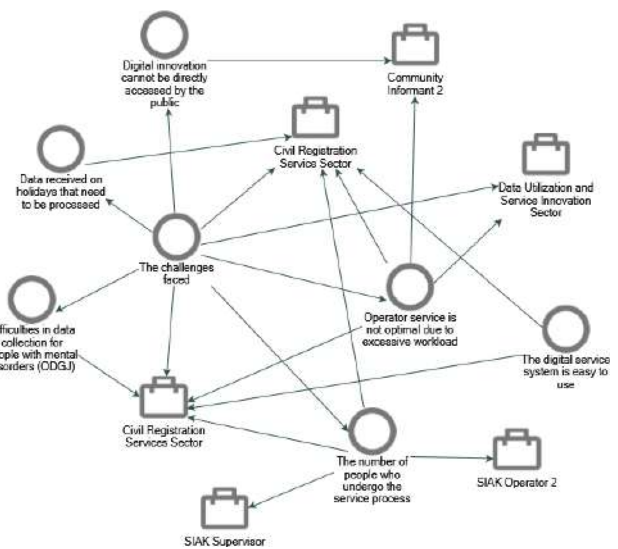 Digital innovation
cannot be directly
accessed by the
public
Community
Informant 2
Civil Registration
Service Sector
Data received on
holidays that need
to be processed
Data Utilization and
Service Innovation
Sector
The challenges
faced
Operator service is
not optimal due to
excessive workload
fficulties in data
collection for
ople with mental
sorders (ODGJ)
The digital service
system is easy to
use
Civil Registration
Services Sector
The number of
people who
undergo the
service process
SIAK Operator 2
SIAK Supervisor